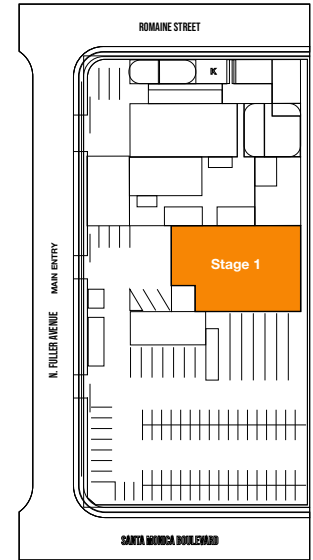 ROMAINE STREET
K
Stage 1
MAIN ENTRY
N. FULLER AVENUE
SANTA MONICA BOULEVARD